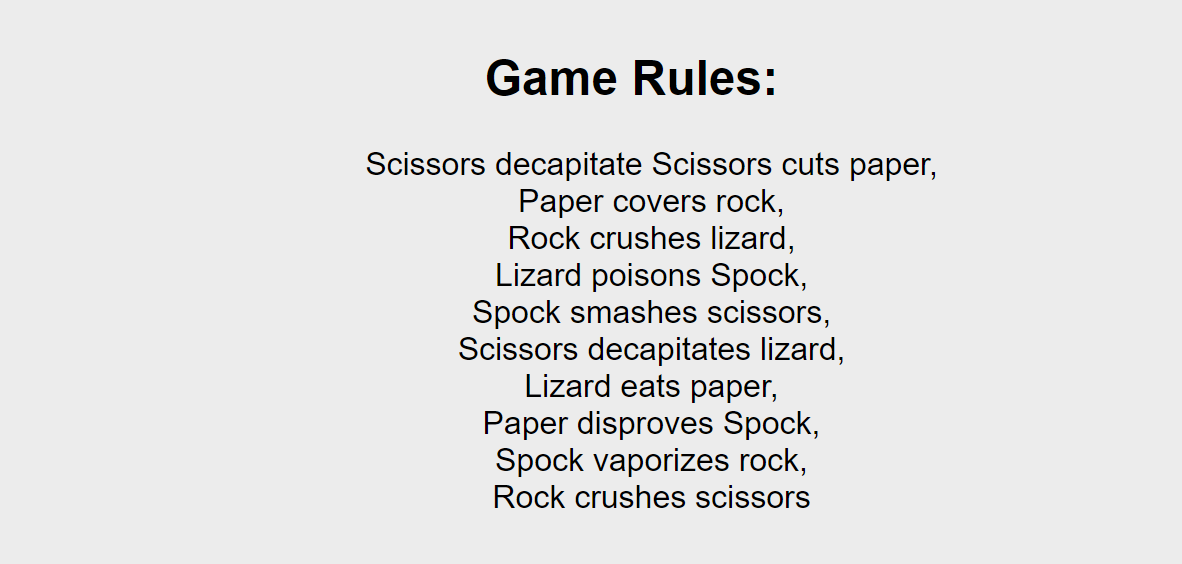 Game Rules:
Scissors decapitate Scissors cuts paper,
Paper covers rock,
Rock crushes lizard,
Lizard poisons Spock,
Spock smashes scissors,
Scissors decapitates lizard,
Lizard eats paper,
Paper disproves Spock,
Spock vaporizes rock,
Rock crushes scissors